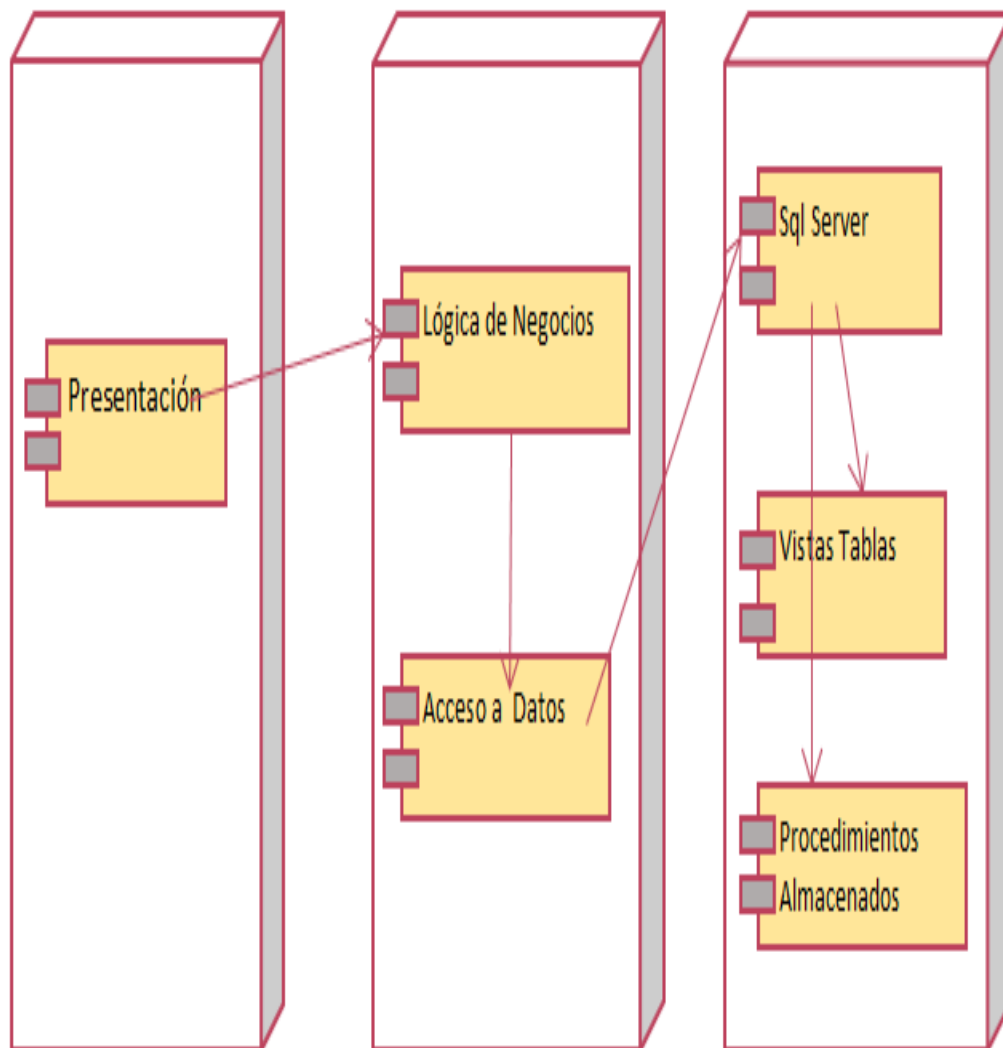 Presentación
Lógica de Negocios
Acceso a Datos
Sql Server
Vistas Tablas
Procedimientos
Almacenados